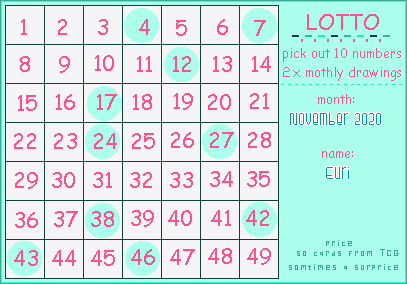 1 2 3 4 5 6 7
8 9 10 11 12 13 14
15 16 17 18 19 20 21
22 23 24 25 26 27 28
29 30 31 32 33 34 35
36 37 38 39 40 41 42
43 44 45 46 47 48 49
LOTTO
pick out 10 numbers
2x mothly drawings
month:
November 2020
name:
Euri
price
50 cards from TCG
somtimes a surprice